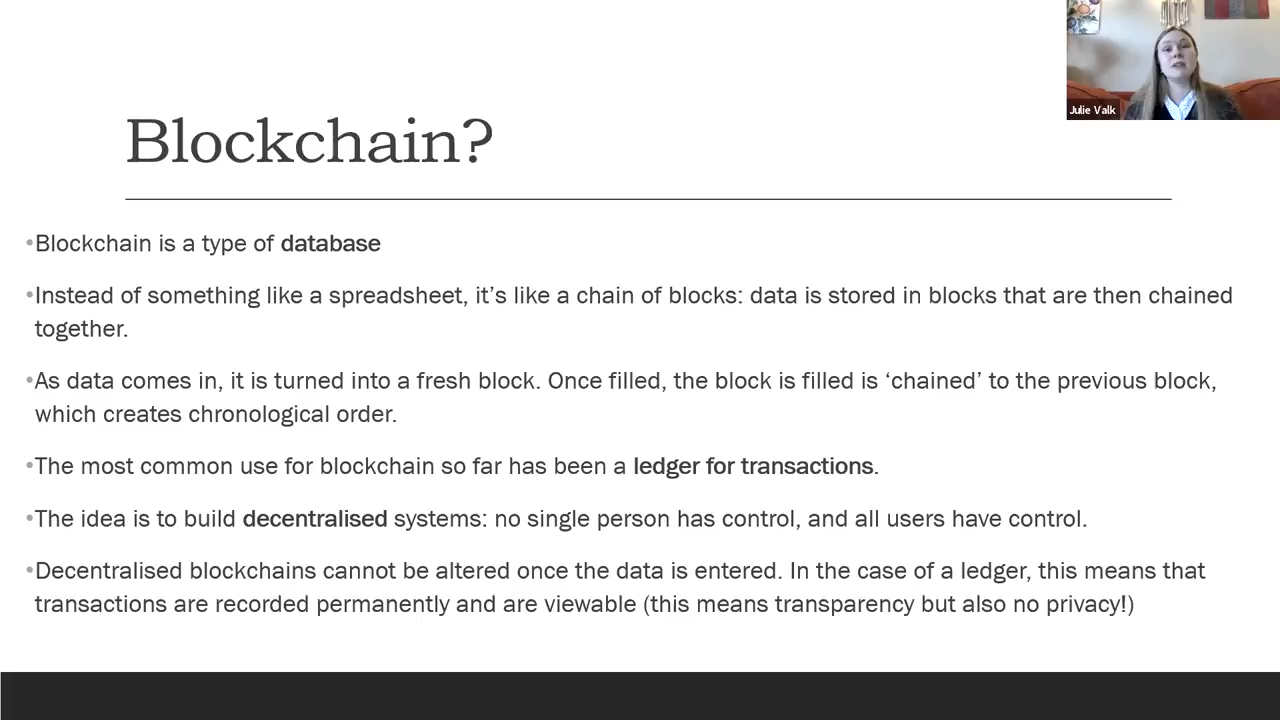 Julie Valk
Blockchain?
•Blockchain is a type of database
•Instead of something like a spreadsheet, it’s like a chain of blocks: data is stored in blocks that are then chained
together.
•As data comes in, it is turned into a fresh block. Once filled, the block is filled is ‘chained’ to the previous block,
which creates chronological order.
•The most common use for blockchain so far has been a ledger for transactions.
•The idea is to build decentralised systems: no single person has control, and all users have control.
•Decentralised blockchains cannot be altered once the data is entered. In the case of a ledger, this means that
transactions are recorded permanently and are viewable (this means transparency but also no privacy!)